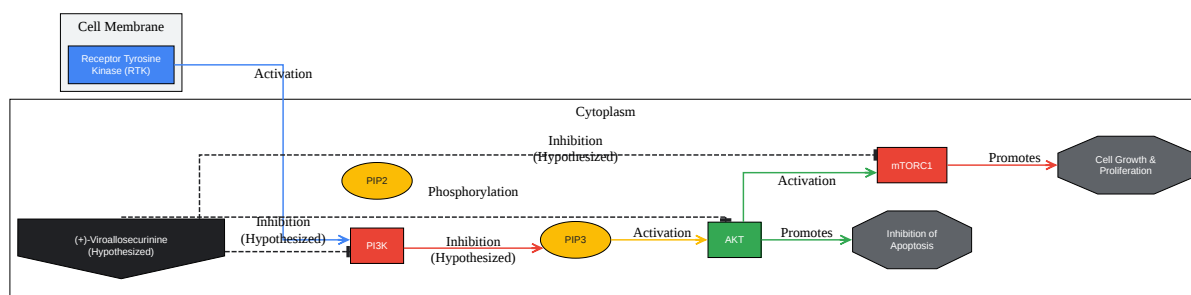 Cell Membrane
Receptor Tyrosine
Kinase (RTK)
Activation
Cytoplasm
Inhibition
(Hypothesized)
mTORC1
Promotes
Cell Growth &
Proliferation
PIP2
Phosphorylation
Activation
(+)-Viroallosecurinine
(Hypothesized)
Inhibition
(Hypothesized)
PI3K
Inhibition
(Hypothesized)
PIP3
Activation
AKT
Promotes
Inhibition of
Apoptosis